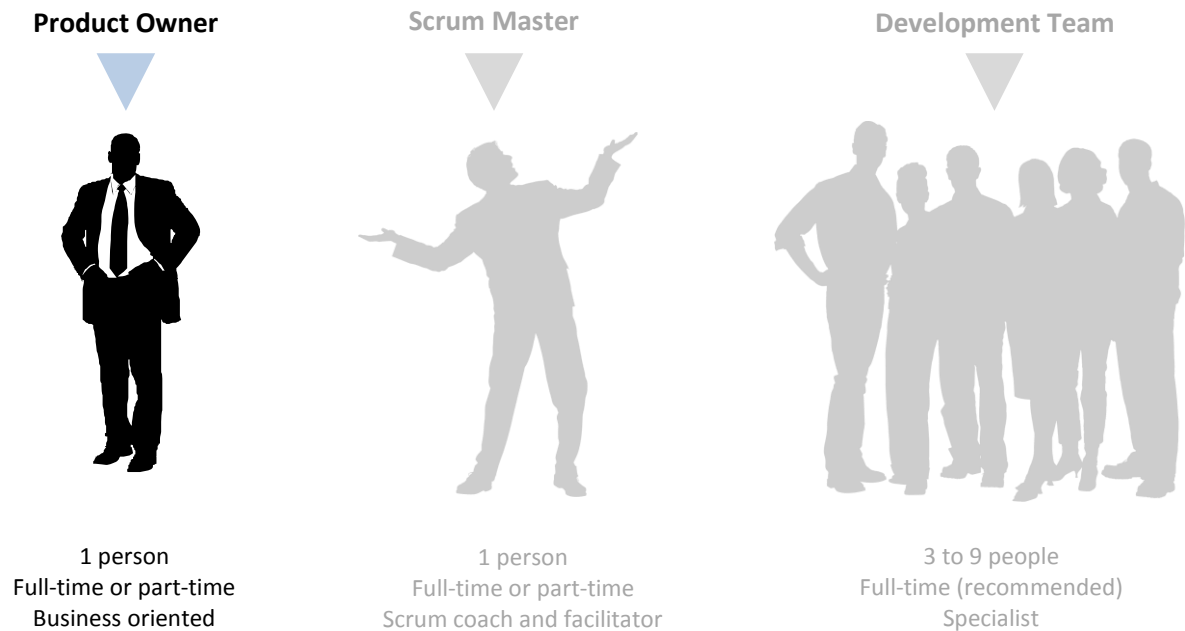 Product Owner
Scrum Master
Development Team
1 person
Full-time or part-time
Business oriented
1 person
Full-time or part-time
Scrum coach and facilitator
3 to 9 people
Full-time (recommended)
Specialist